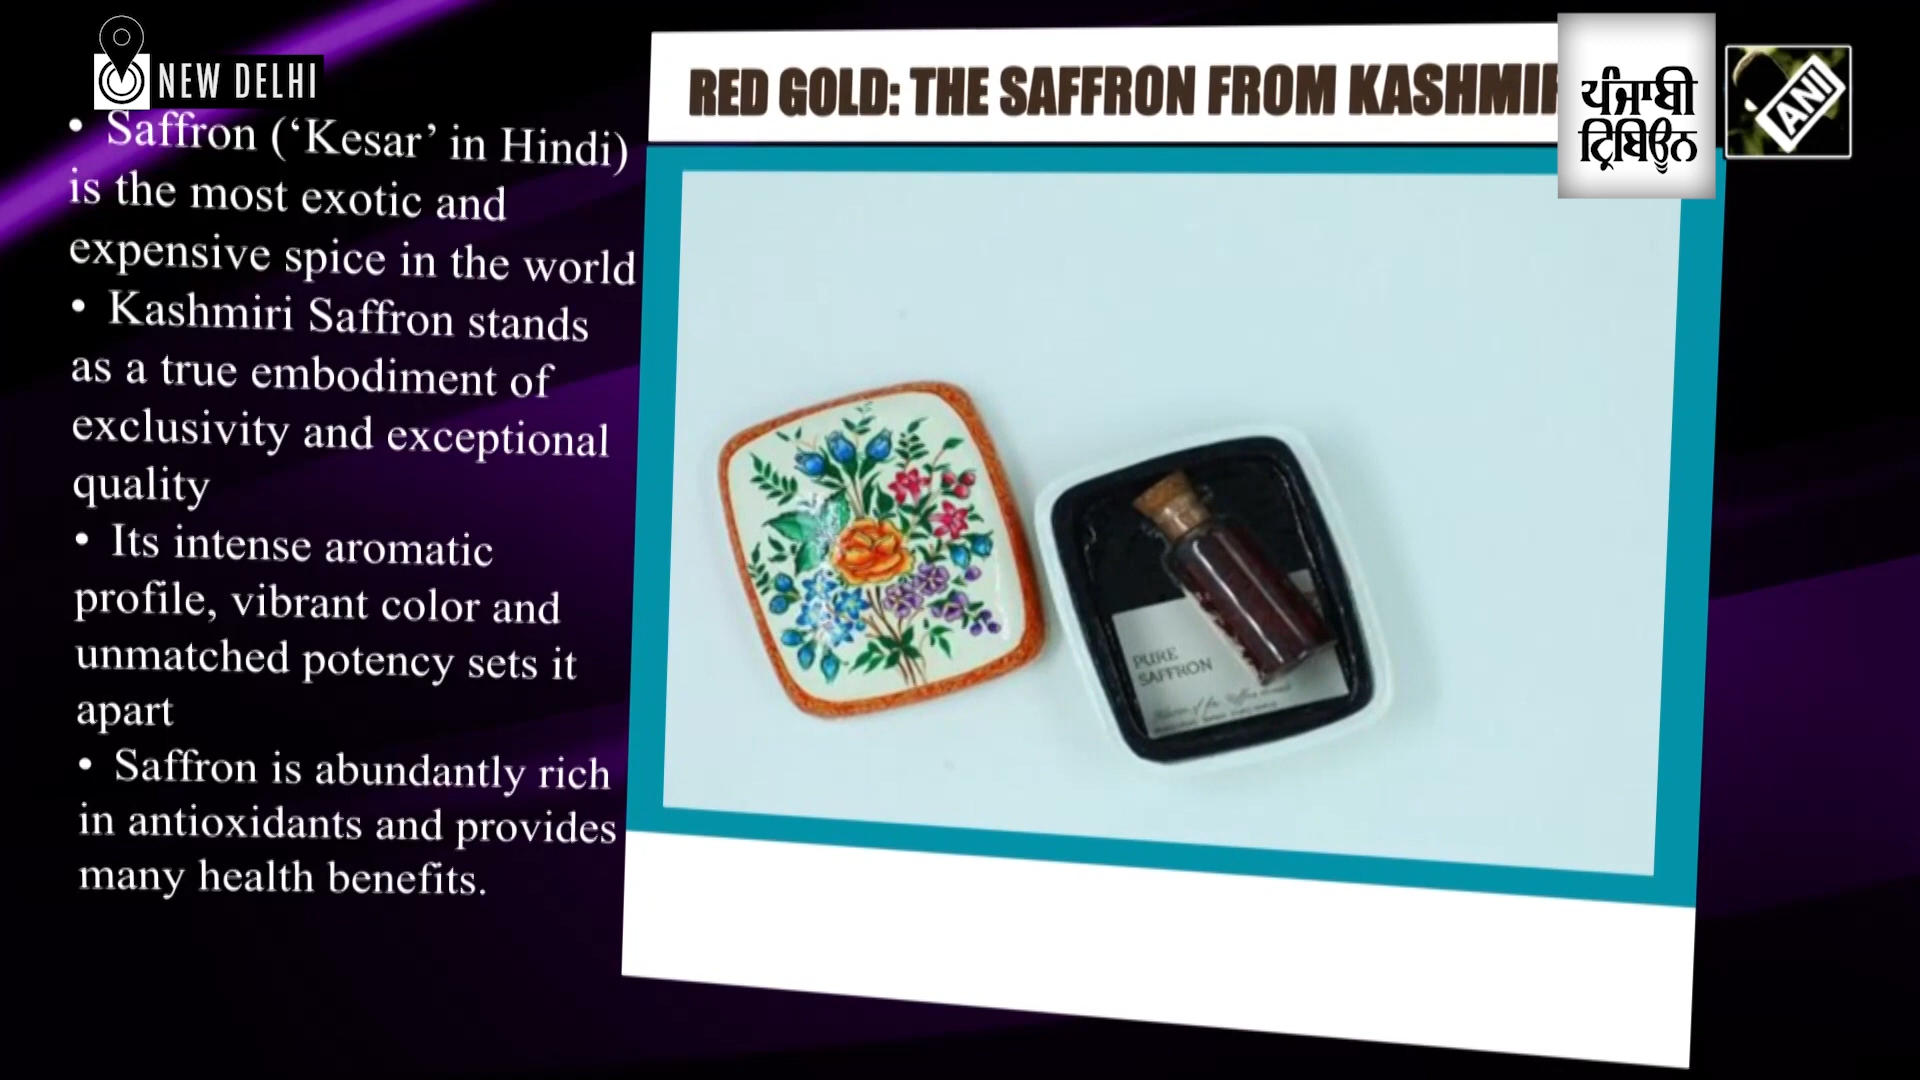 NEW DELHI
• Saffron (‘Kesar’ in Hindi)
is the most exotic and
expensive spice in the world
• Kashmiri Saffron stands
as a true embodiment of
exclusivity and exceptional
quality
• Its intense aromatic
profile, vibrant color and
unmatched potency sets it
apart
• Saffron is abundantly rich
in antioxidants and provides
many health benefits.
RED GOLD: THE SAFFRON FROM KASHMIR
ਪੰਜਾਬੀ
ਟ੍ਰਿਬਿਊਨ
ANI
PURE
SAFFRON